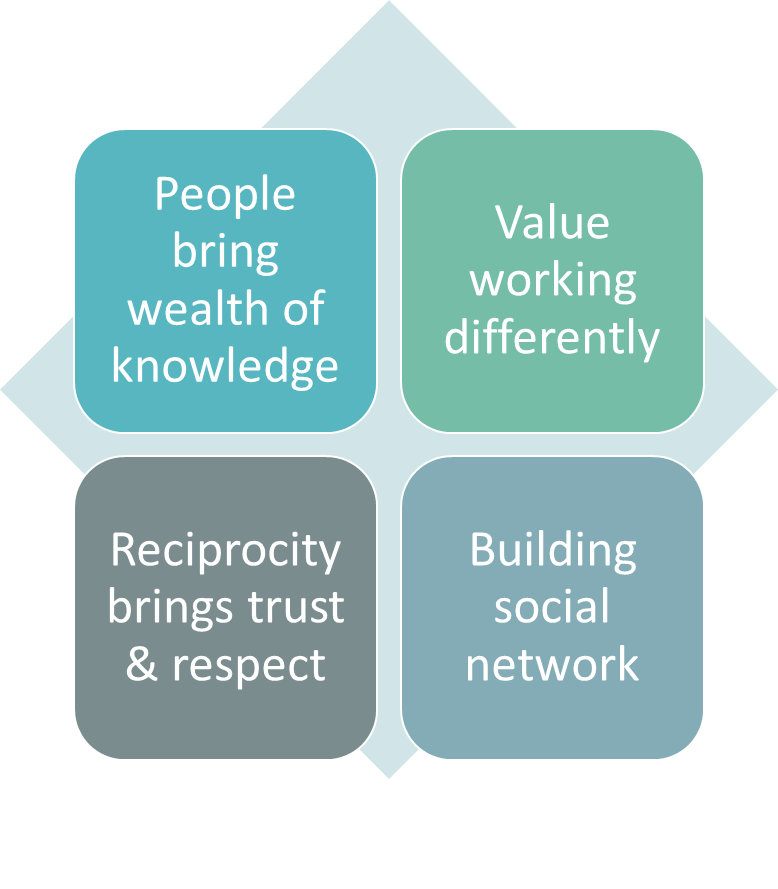 People
bring
wealth of
knowledge
Value
working
differently
Reciprocity
brings trust
& respect
Building
social
network